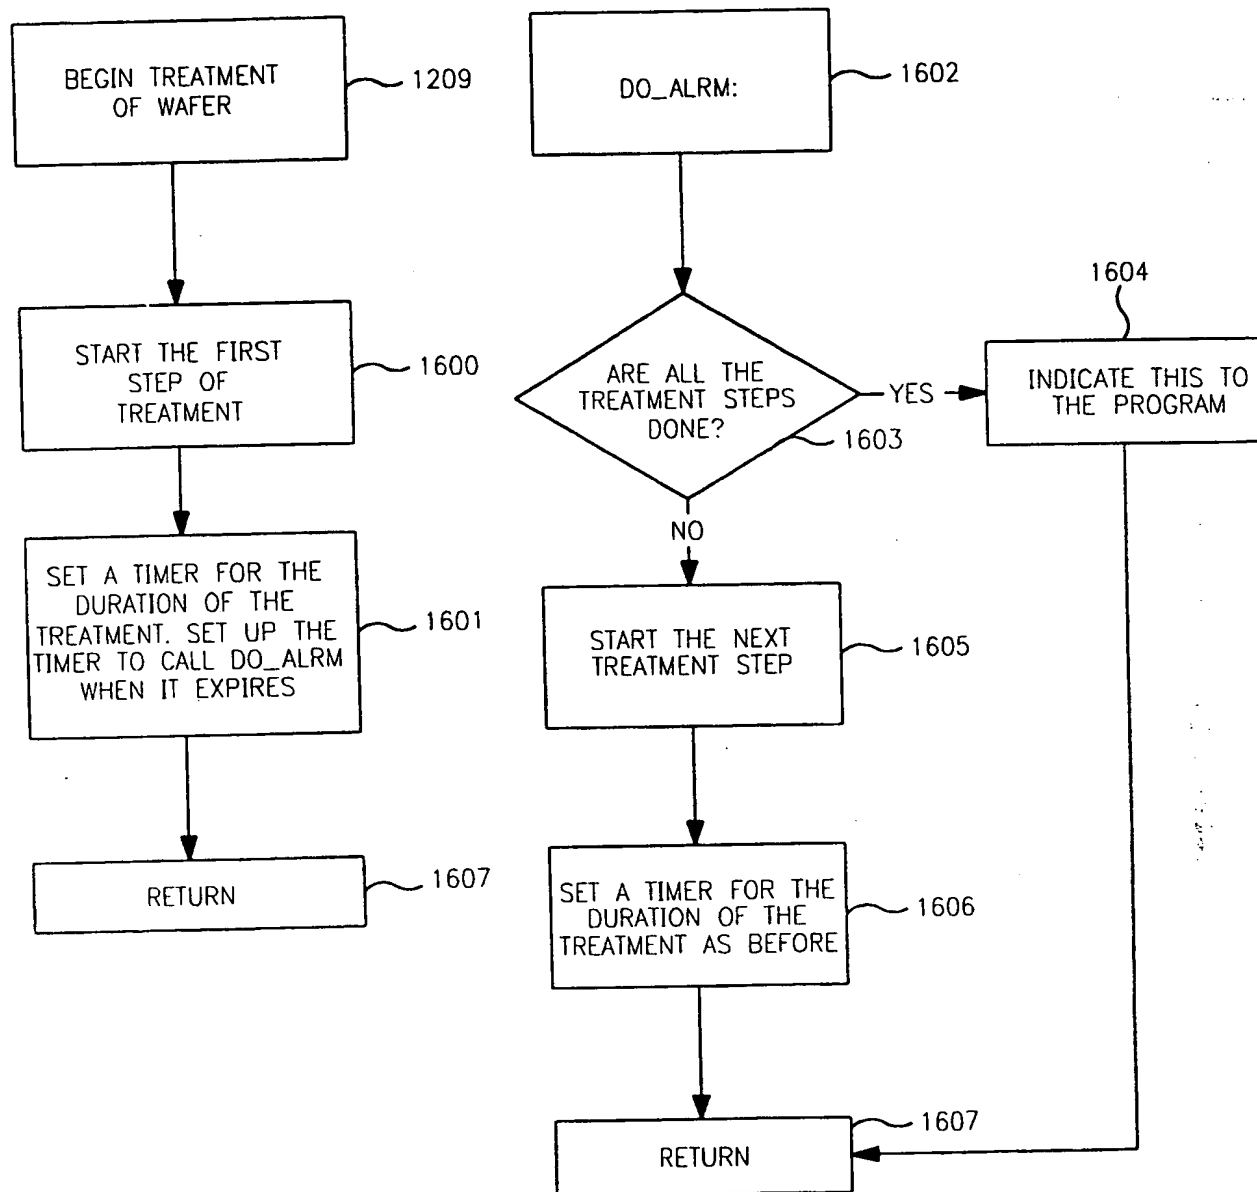 BEGIN TREATMENT
OF WAFER
1209
START THE FIRST
STEP OF
TREATMENT
1600
SET A TIMER FOR THE
DURATION OF THE
TREATMENT. SET UP THE
TIMER TO CALL DO_ALRM
WHEN IT EXPIRES
1601
RETURN
1607
DO_ALRM:
1602
ARE ALL THE
TREATMENT STEPS
DONE?
1603
YES
1604
INDICATE THIS TO
THE PROGRAM
NO
START THE NEXT
TREATMENT STEP
1605
SET A TIMER FOR THE
DURATION OF THE
TREATMENT AS BEFORE
1606
RETURN
1607